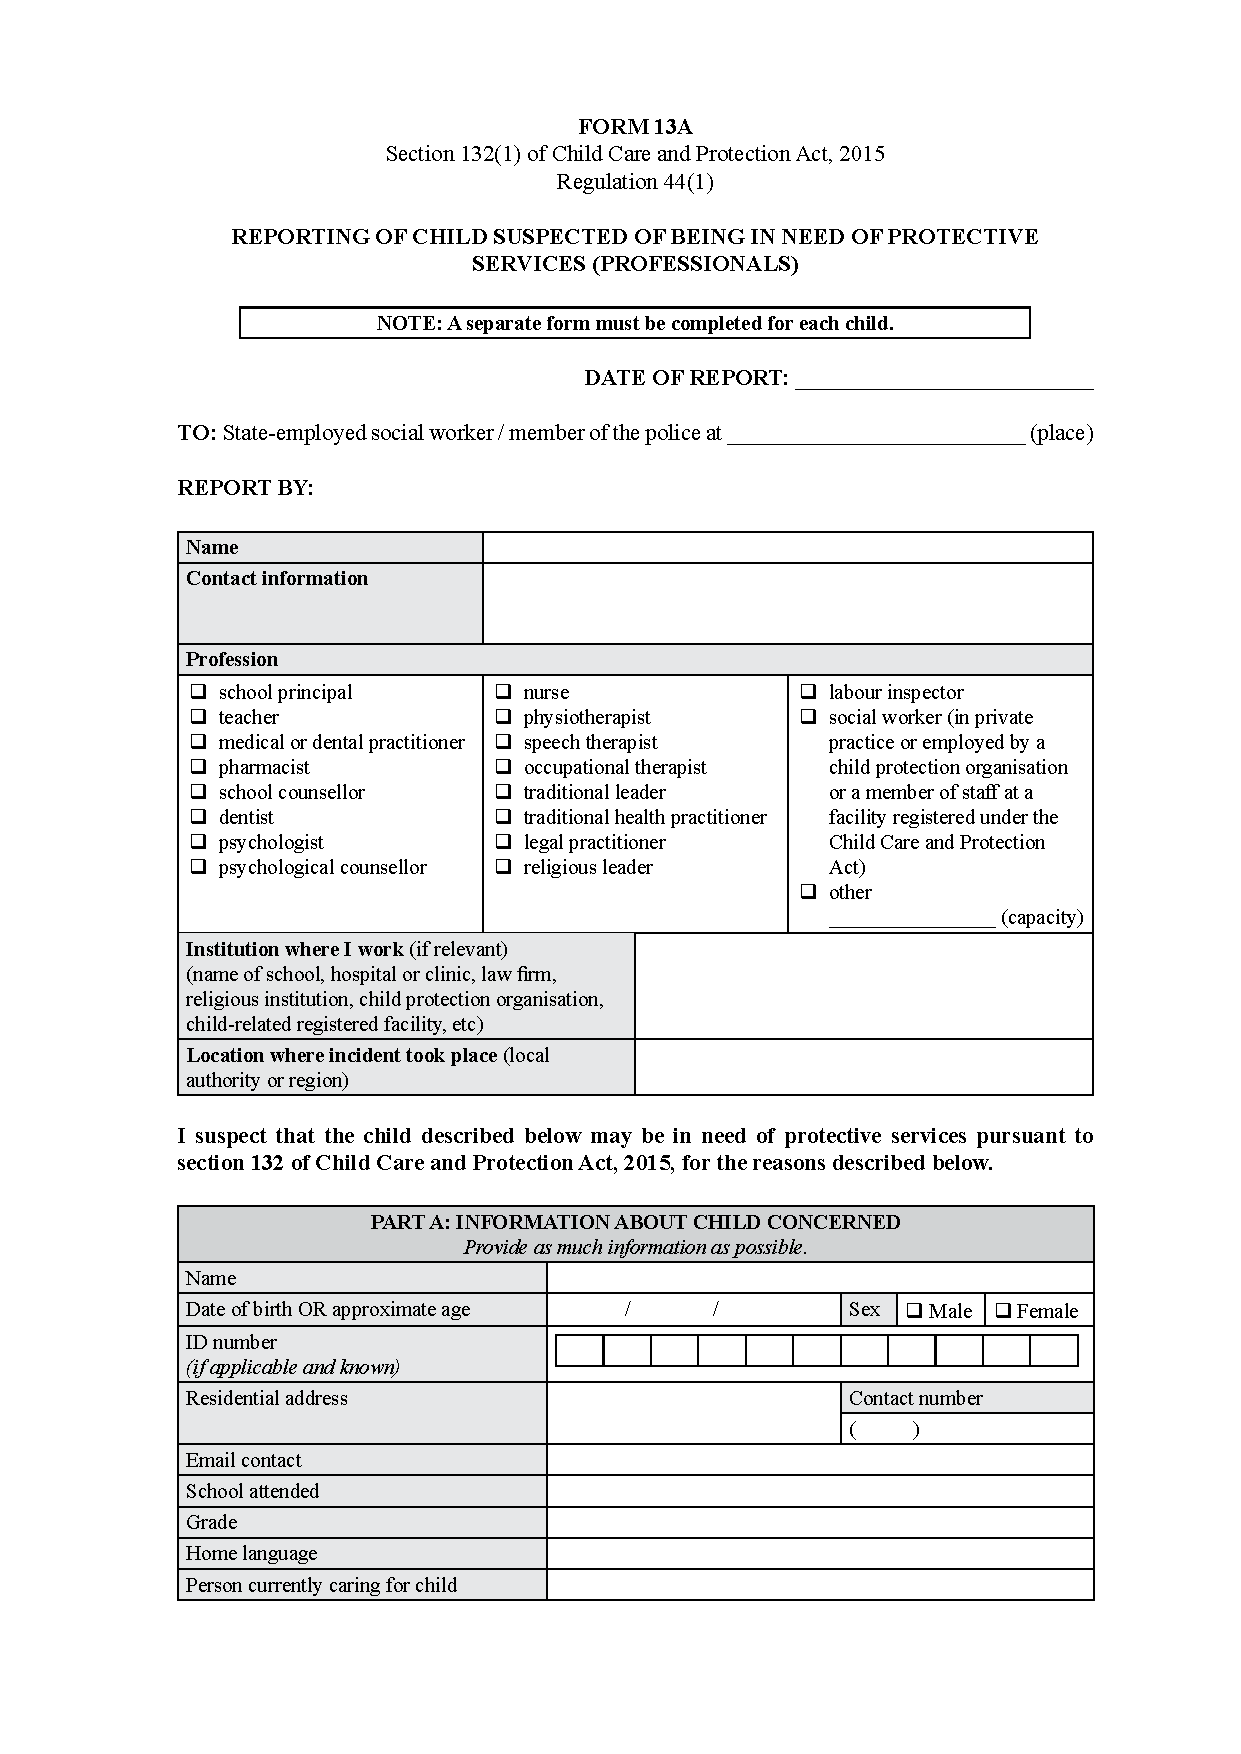 FORM 13A
Section 132(1) of Child Care and Protection Act, 2015
Regulation 44(1)
REPORTING OF CHILD SUSPECTED OF BEING IN NEED OF PROTECTIVE
SERVICES (PROFESSIONALS)
NOTE: A separate form must be completed for each child.
DATE OF REPORT: ___________________________
TO: State-employed social worker / member of the police at ___________________________ (place)
REPORT BY:
Name
Contact information
Profession
❑ school principal
❑ teacher
❑ medical or dental practitioner
❑ pharmacist
❑ school counsellor
❑ dentist
❑ psychologist
❑ psychological counsellor
❑ nurse
❑ physiotherapist
❑ speech therapist
❑ occupational therapist
❑ traditional leader
❑ traditional health practitioner
❑ legal practitioner
❑ religious leader
❑ labour inspector
❑ social worker (in private
practice or employed by a
child protection organisation
or a member of staff at a
facility registered under the
Child Care and Protection
Act)
❑ other
________________ (capacity)
Institution where I work (if relevant)
(name of school, hospital or clinic, law firm,
religious institution, child protection organisation,
child-related registered facility, etc)
Location where incident took place (local
authority or region)
I suspect that the child described below may be in need of protective services pursuant to
section 132 of Child Care and Protection Act, 2015, for the reasons described below.
PART A: INFORMATION ABOUT CHILD CONCERNED
Provide as much information as possible.
Name
Date of birth OR approximate age / / Sex ❑ Male ❑ Female
ID number
(if applicable and known)
Residential address Contact number
( )
Email contact
School attended
Grade
Home language
Person currently caring for child